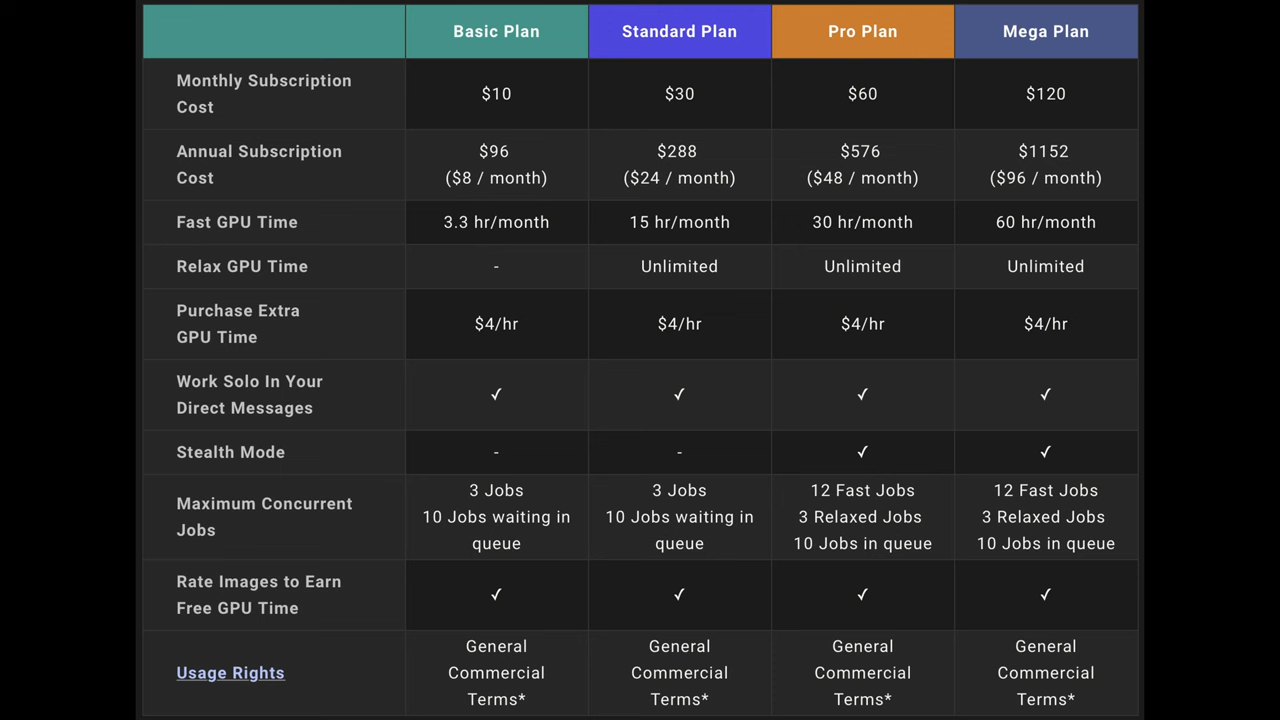 Basic Plan Standard Plan Pro Plan Mega Plan
Monthly Subscription
Cost
$10 $30 $60 $120
Annual Subscription
Cost
$96
($8 / month)
$288
($24 / month)
$576
($48 / month)
$1152
($96 / month)
Fast GPU Time 3.3 hr/month 15 hr/month 30 hr/month 60 hr/month
Relax GPU Time - Unlimited Unlimited Unlimited
Purchase Extra
GPU Time
$4/hr $4/hr $4/hr $4/hr
Work Solo In Your
Direct Messages
✓ ✓ ✓ ✓
Stealth Mode - - ✓ ✓
Maximum Concurrent
Jobs
3 Jobs
10 Jobs waiting in
queue
3 Jobs
10 Jobs waiting in
queue
12 Fast Jobs
3 Relaxed Jobs
10 Jobs in queue
12 Fast Jobs
3 Relaxed Jobs
10 Jobs in queue
Rate Images to Earn
Free GPU Time
✓ ✓ ✓ ✓
Usage Rights
General
Commercial
Terms*
General
Commercial
Terms*
General
Commercial
Terms*
General
Commercial
Terms*